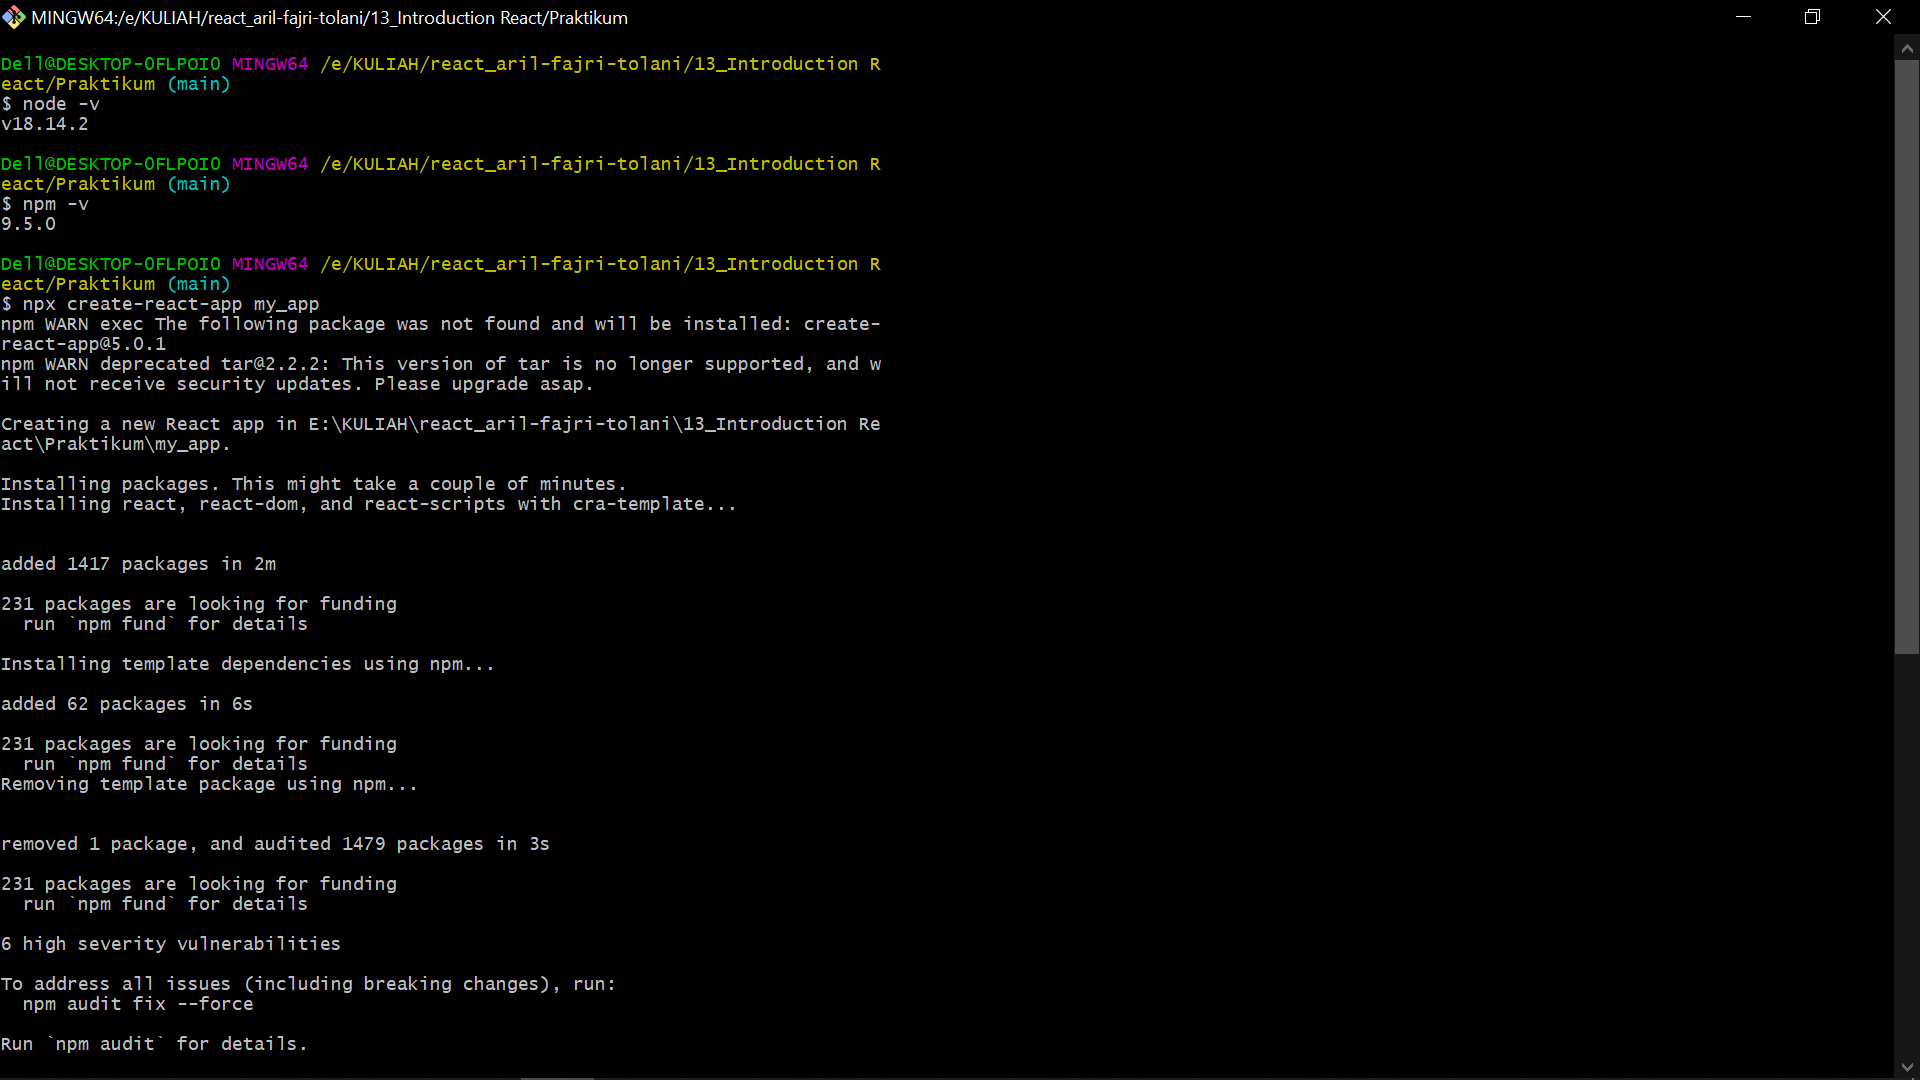 MINGW64:/e/KULIAH/react_aril-fajri-tolani/13_Introduction React/Praktikum
Dell@DESKTOP-OFLPOIO MINGW64 /e/KULIAH/react_aril-fajri-tolani/13_Introduction R
eact/Praktikum (main)
$ node -v
v18.14.2
Dell@DESKTOP-OFLPOIO MINGW64 /e/KULIAH/react_aril-fajri-tolani/13_Introduction R
eact/Praktikum (main)
$ npm -v
9.5.0
Dell@DESKTOP-OFLPOIO MINGW64 /e/KULIAH/react_aril-fajri-tolani/13_Introduction R
eact/Praktikum (main)
$ npx create-react-app my_app
npm WARN exec The following package was not found and will be installed: create-
react-app@5.0.1
npm WARN deprecated tar@2.2.2: This version of tar is no longer supported, and w
ill not receive security updates. Please upgrade asap.
Creating a new React app in E:\KULIAH\react_aril-fajri-tolani\13_Introduction Re
act\Praktikum\my_app.
Installing packages. This might take a couple of minutes.
Installing react, react-dom, and react-scripts with cra-template...
added 1417 packages in 2m
231 packages are looking for funding
  run `npm fund` for details
Installing template dependencies using npm...
added 62 packages in 6s
231 packages are looking for funding
  run `npm fund` for details
Removing template package using npm...
removed 1 package, and audited 1479 packages in 3s
231 packages are looking for funding
  run `npm fund` for details
6 high severity vulnerabilities
To address all issues (including breaking changes), run:
  npm audit fix --force
Run `npm audit` for details.